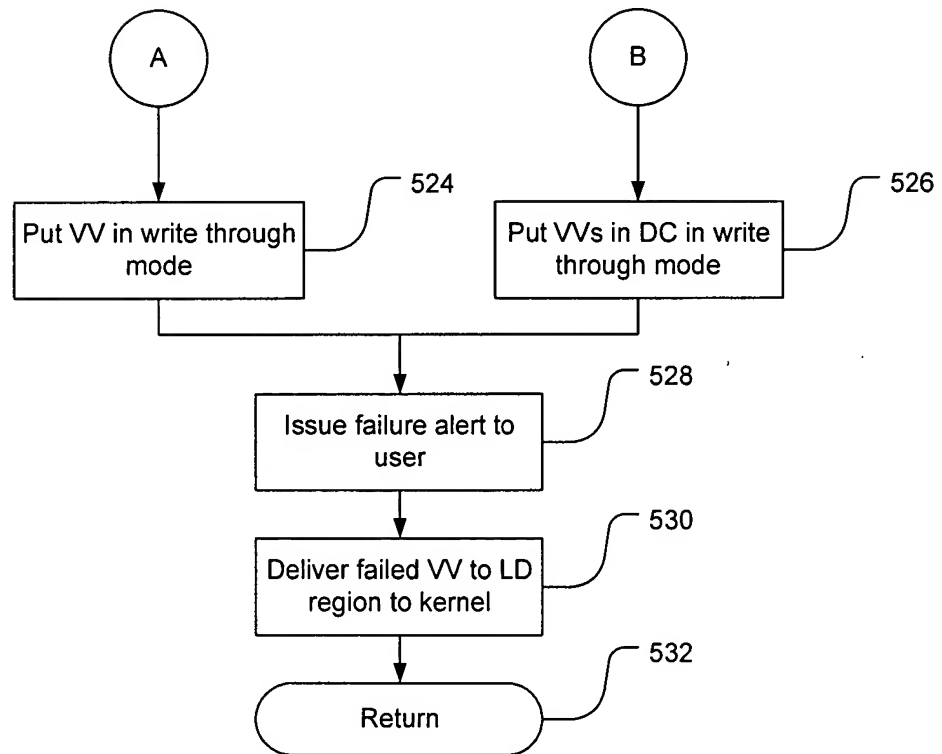 A
B
524
526
Put VV in write through
mode
Put VVs in DC in write
through mode
528
Issue failure alert to
user
530
Deliver failed VV to LD
region to kernel
532
Return